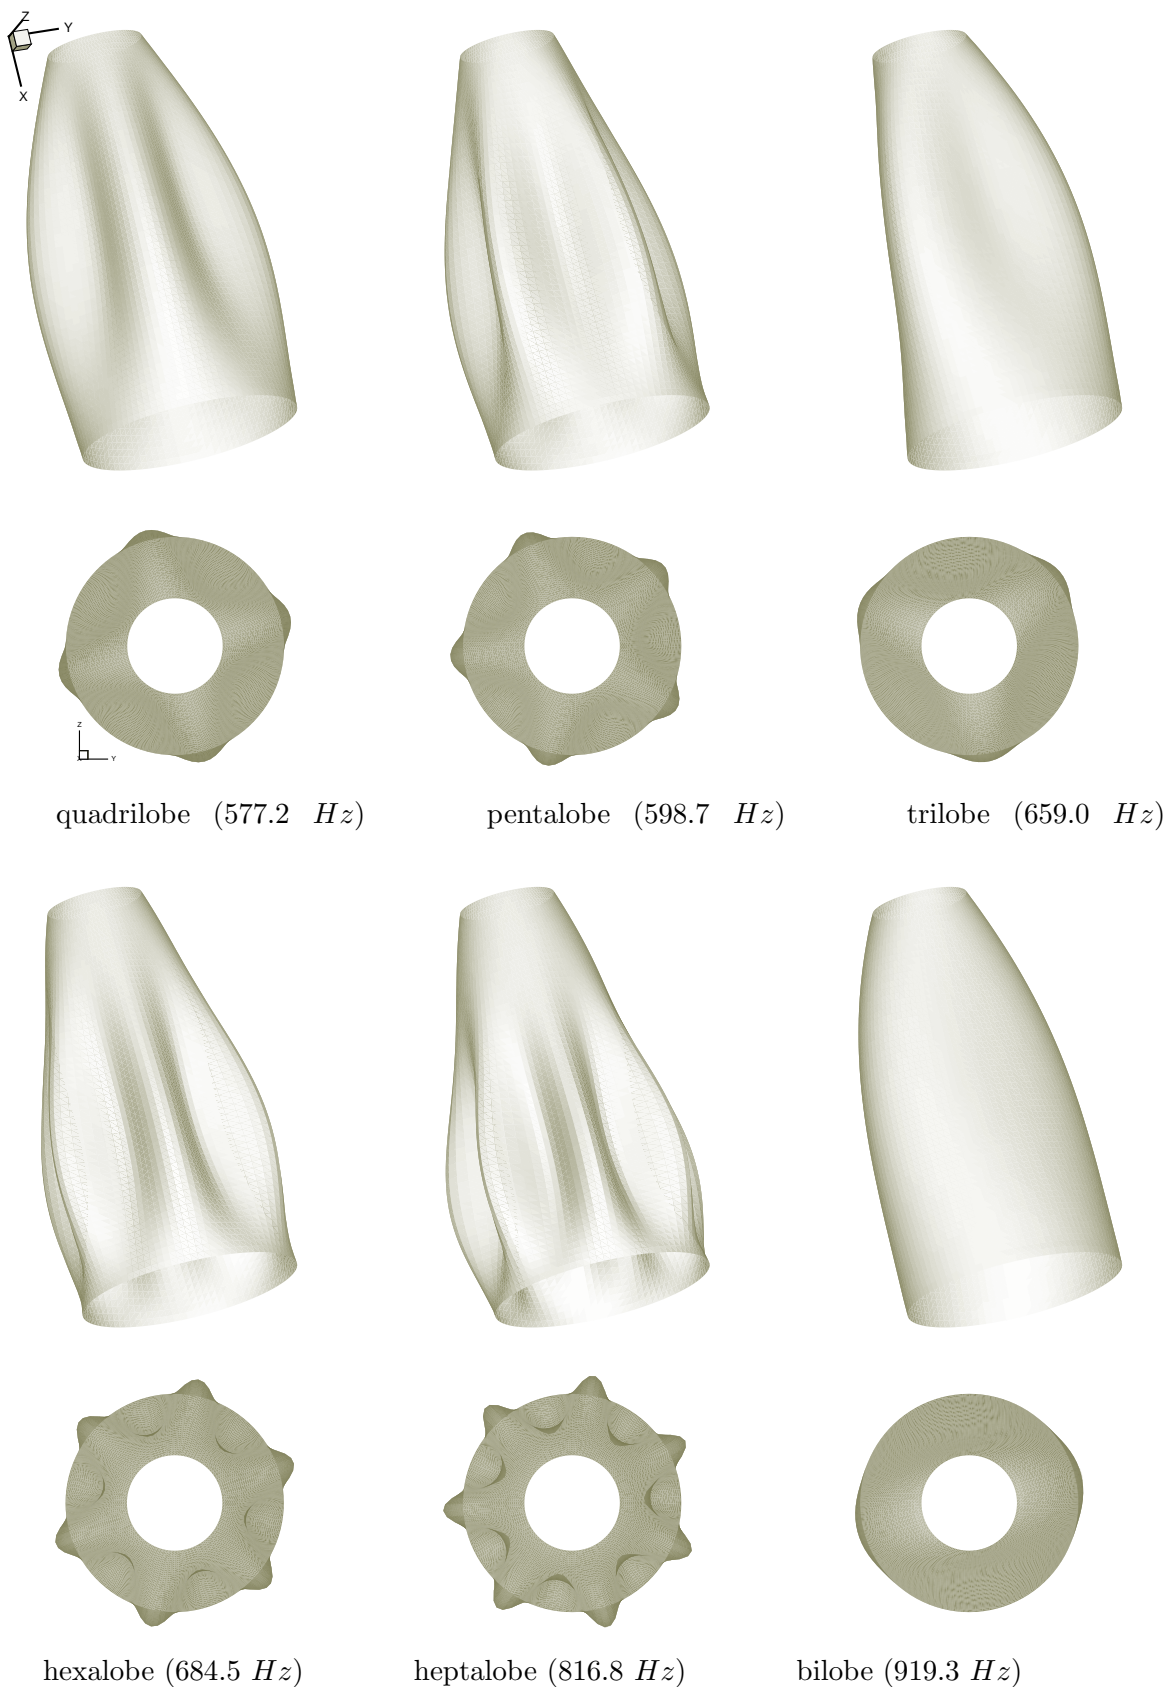 Z
Y
X
Z
Y
quadrilobe (577.2 Hz)
pentalobe (598.7 Hz)
trilobe (659.0 Hz)
hexalobe (684.5 Hz)
heptalobe (816.8 Hz)
bilobe (919.3 Hz)